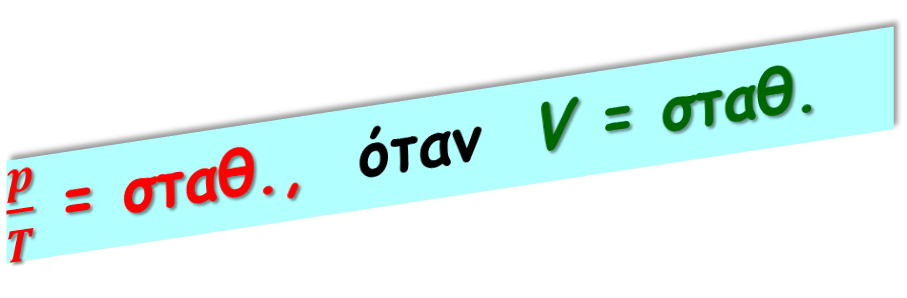 p/T = σταθ., όταν V = σταθ.